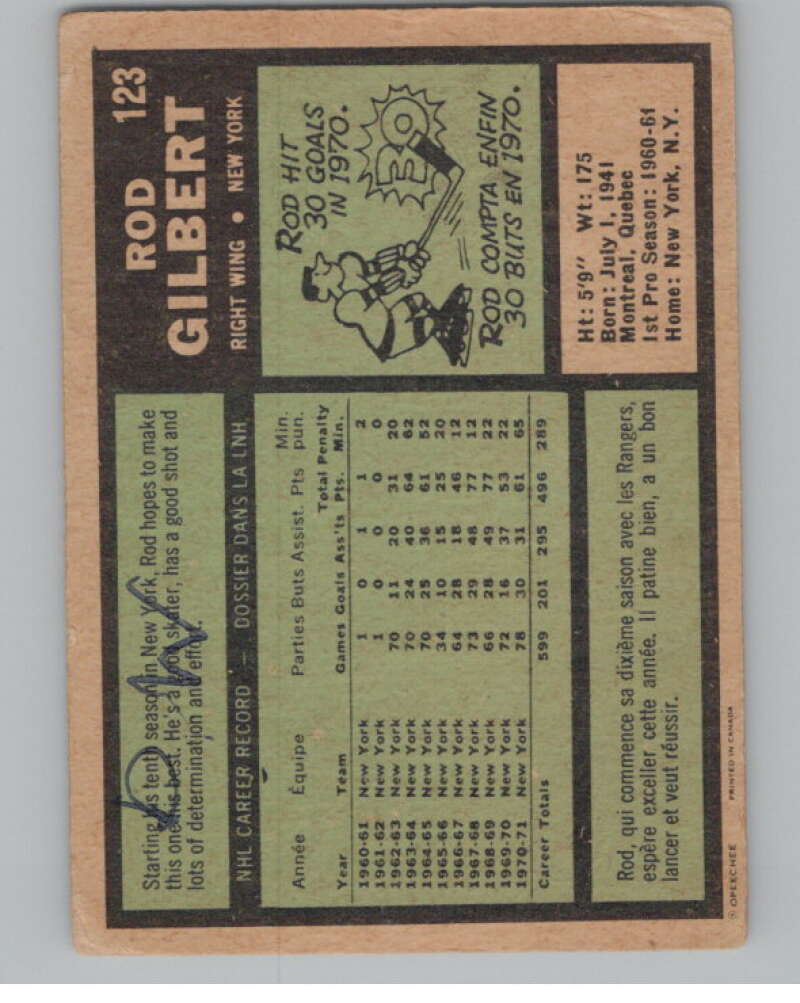 123
ROD
GILBERT
RIGHT WING • NEW YORK
Starting his tenth season in New York, Rod hopes to make
this one his best. He's a good skater, has a good shot and
lots of determination and effort.
ROD HIT
30 GOALS
IN 1970.
30
ROD COMPTA ENFIN
30 BUTS EN 1970.
Ht: 5'9" Wt: 175
Born: July 1, 1941
Montreal, Quebec
1st Pro Season: 1960-61
Home: New York, N.Y.
NHL CAREER RECORD — DOSSIER DANS LA LNH
Année Équipe Parties Buts Assist. Pts Min. pun.
Year Team Games Goals Ass'ts Total Pts. Penalty Min.
1960-61 New York 1 0 1 1 2
1961-62 New York 1 0 0 0 0
1962-63 New York 70 11 20 31 20
1963-64 New York 70 24 40 64 62
1964-65 New York 70 25 36 61 52
1965-66 New York 34 10 15 25 20
1966-67 New York 64 28 18 46 12
1967-68 New York 73 29 48 77 12
1968-69 New York 66 28 49 77 22
1969-70 New York 72 16 37 53 22
1970-71 New York 78 30 31 61 65
Career Totals 599 201 295 496 289
Rod, qui commence sa dixième saison avec les Rangers,
espère exceller cette année. Il patine bien, a un bon
lancer et veut réussir.
© OPEECHEE PRINTED IN CANADA